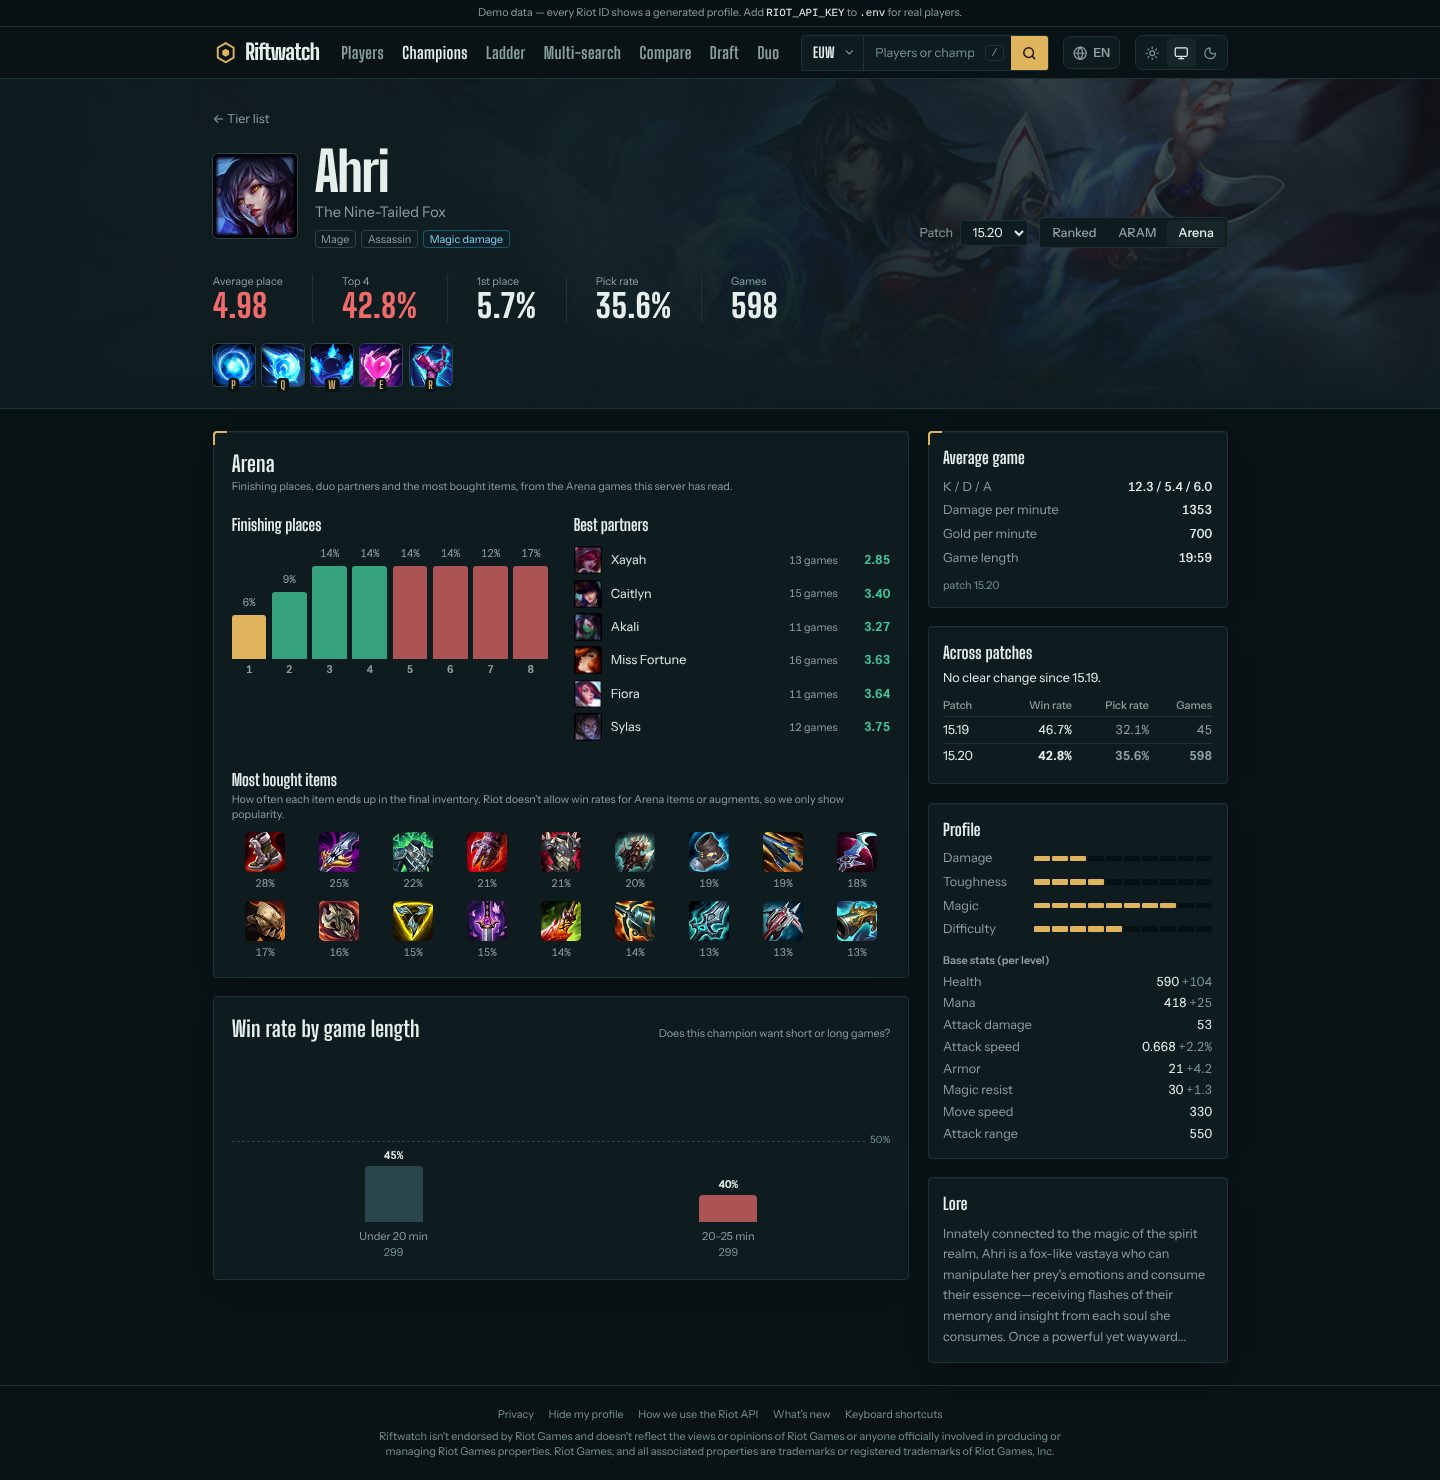 Demo data — every Riot ID shows a generated profile. Add RIOT_API_KEY to .env for real players.
Riftwatch Players Champions Ladder Multi-search Compare Draft Duo EUW Players or champ / EN
← Tier list
Ahri
The Nine-Tailed Fox
Mage Assassin Magic damage
Patch 15.20 Ranked ARAM Arena
Average place Top 4 1st place Pick rate Games
4.98 42.8% 5.7% 35.6% 598
P Q W E R
Arena
Finishing places, duo partners and the most bought items, from the Arena games this server has read.
Finishing places
6% 9% 14% 14% 14% 14% 12% 17%
1 2 3 4 5 6 7 8
Best partners
Xayah 13 games 2.85
Caitlyn 15 games 3.40
Akali 11 games 3.27
Miss Fortune 16 games 3.63
Fiora 11 games 3.64
Sylas 12 games 3.75
Most bought items
How often each item ends up in the final inventory. Riot doesn't allow win rates for Arena items or augments, so we only show
popularity.
28% 25% 22% 21% 21% 20% 19% 19% 18%
17% 16% 15% 15% 14% 14% 13% 13% 13%
Win rate by game length
Does this champion want short or long games?
50%
45% 40%
Under 20 min 20–25 min
299 299
Average game
K / D / A 12.3 / 5.4 / 6.0
Damage per minute 1353
Gold per minute 700
Game length 19:59
patch 15.20
Across patches
No clear change since 15.19.
Patch Win rate Pick rate Games
15.19 46.7% 32.1% 45
15.20 42.8% 35.6% 598
Profile
Damage
Toughness
Magic
Difficulty
Base stats (per level)
Health 590 +104
Mana 418 +25
Attack damage 53
Attack speed 0.668 +2.2%
Armor 21 +4.2
Magic resist 30 +1.3
Move speed 330
Attack range 550
Lore
Innately connected to the magic of the spirit
realm, Ahri is a fox-like vastaya who can
manipulate her prey's emotions and consume
their essence—receiving flashes of their
memory and insight from each soul she
consumes. Once a powerful yet wayward...
Privacy Hide my profile How we use the Riot API What's new Keyboard shortcuts
Riftwatch isn't endorsed by Riot Games and doesn't reflect the views or opinions of Riot Games or anyone officially involved in producing or
managing Riot Games properties. Riot Games, and all associated properties are trademarks or registered trademarks of Riot Games, Inc.